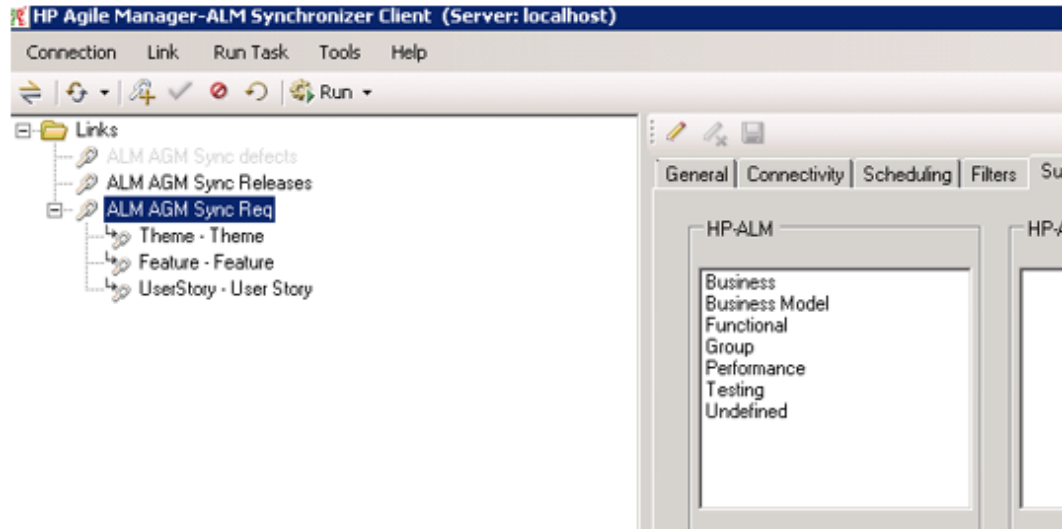 HP Agile Manager-ALM Synchronizer Client (Server: localhost)
Connection Link Run Task Tools Help
Run
Links
ALM AGM Sync defects
ALM AGM Sync Releases
ALM AGM Sync Req
Theme - Theme
Feature - Feature
UserStory - User Story
General Connectivity Scheduling Filters
HP-ALM
Business
Business Model
Functional
Group
Performance
Testing
Undefined